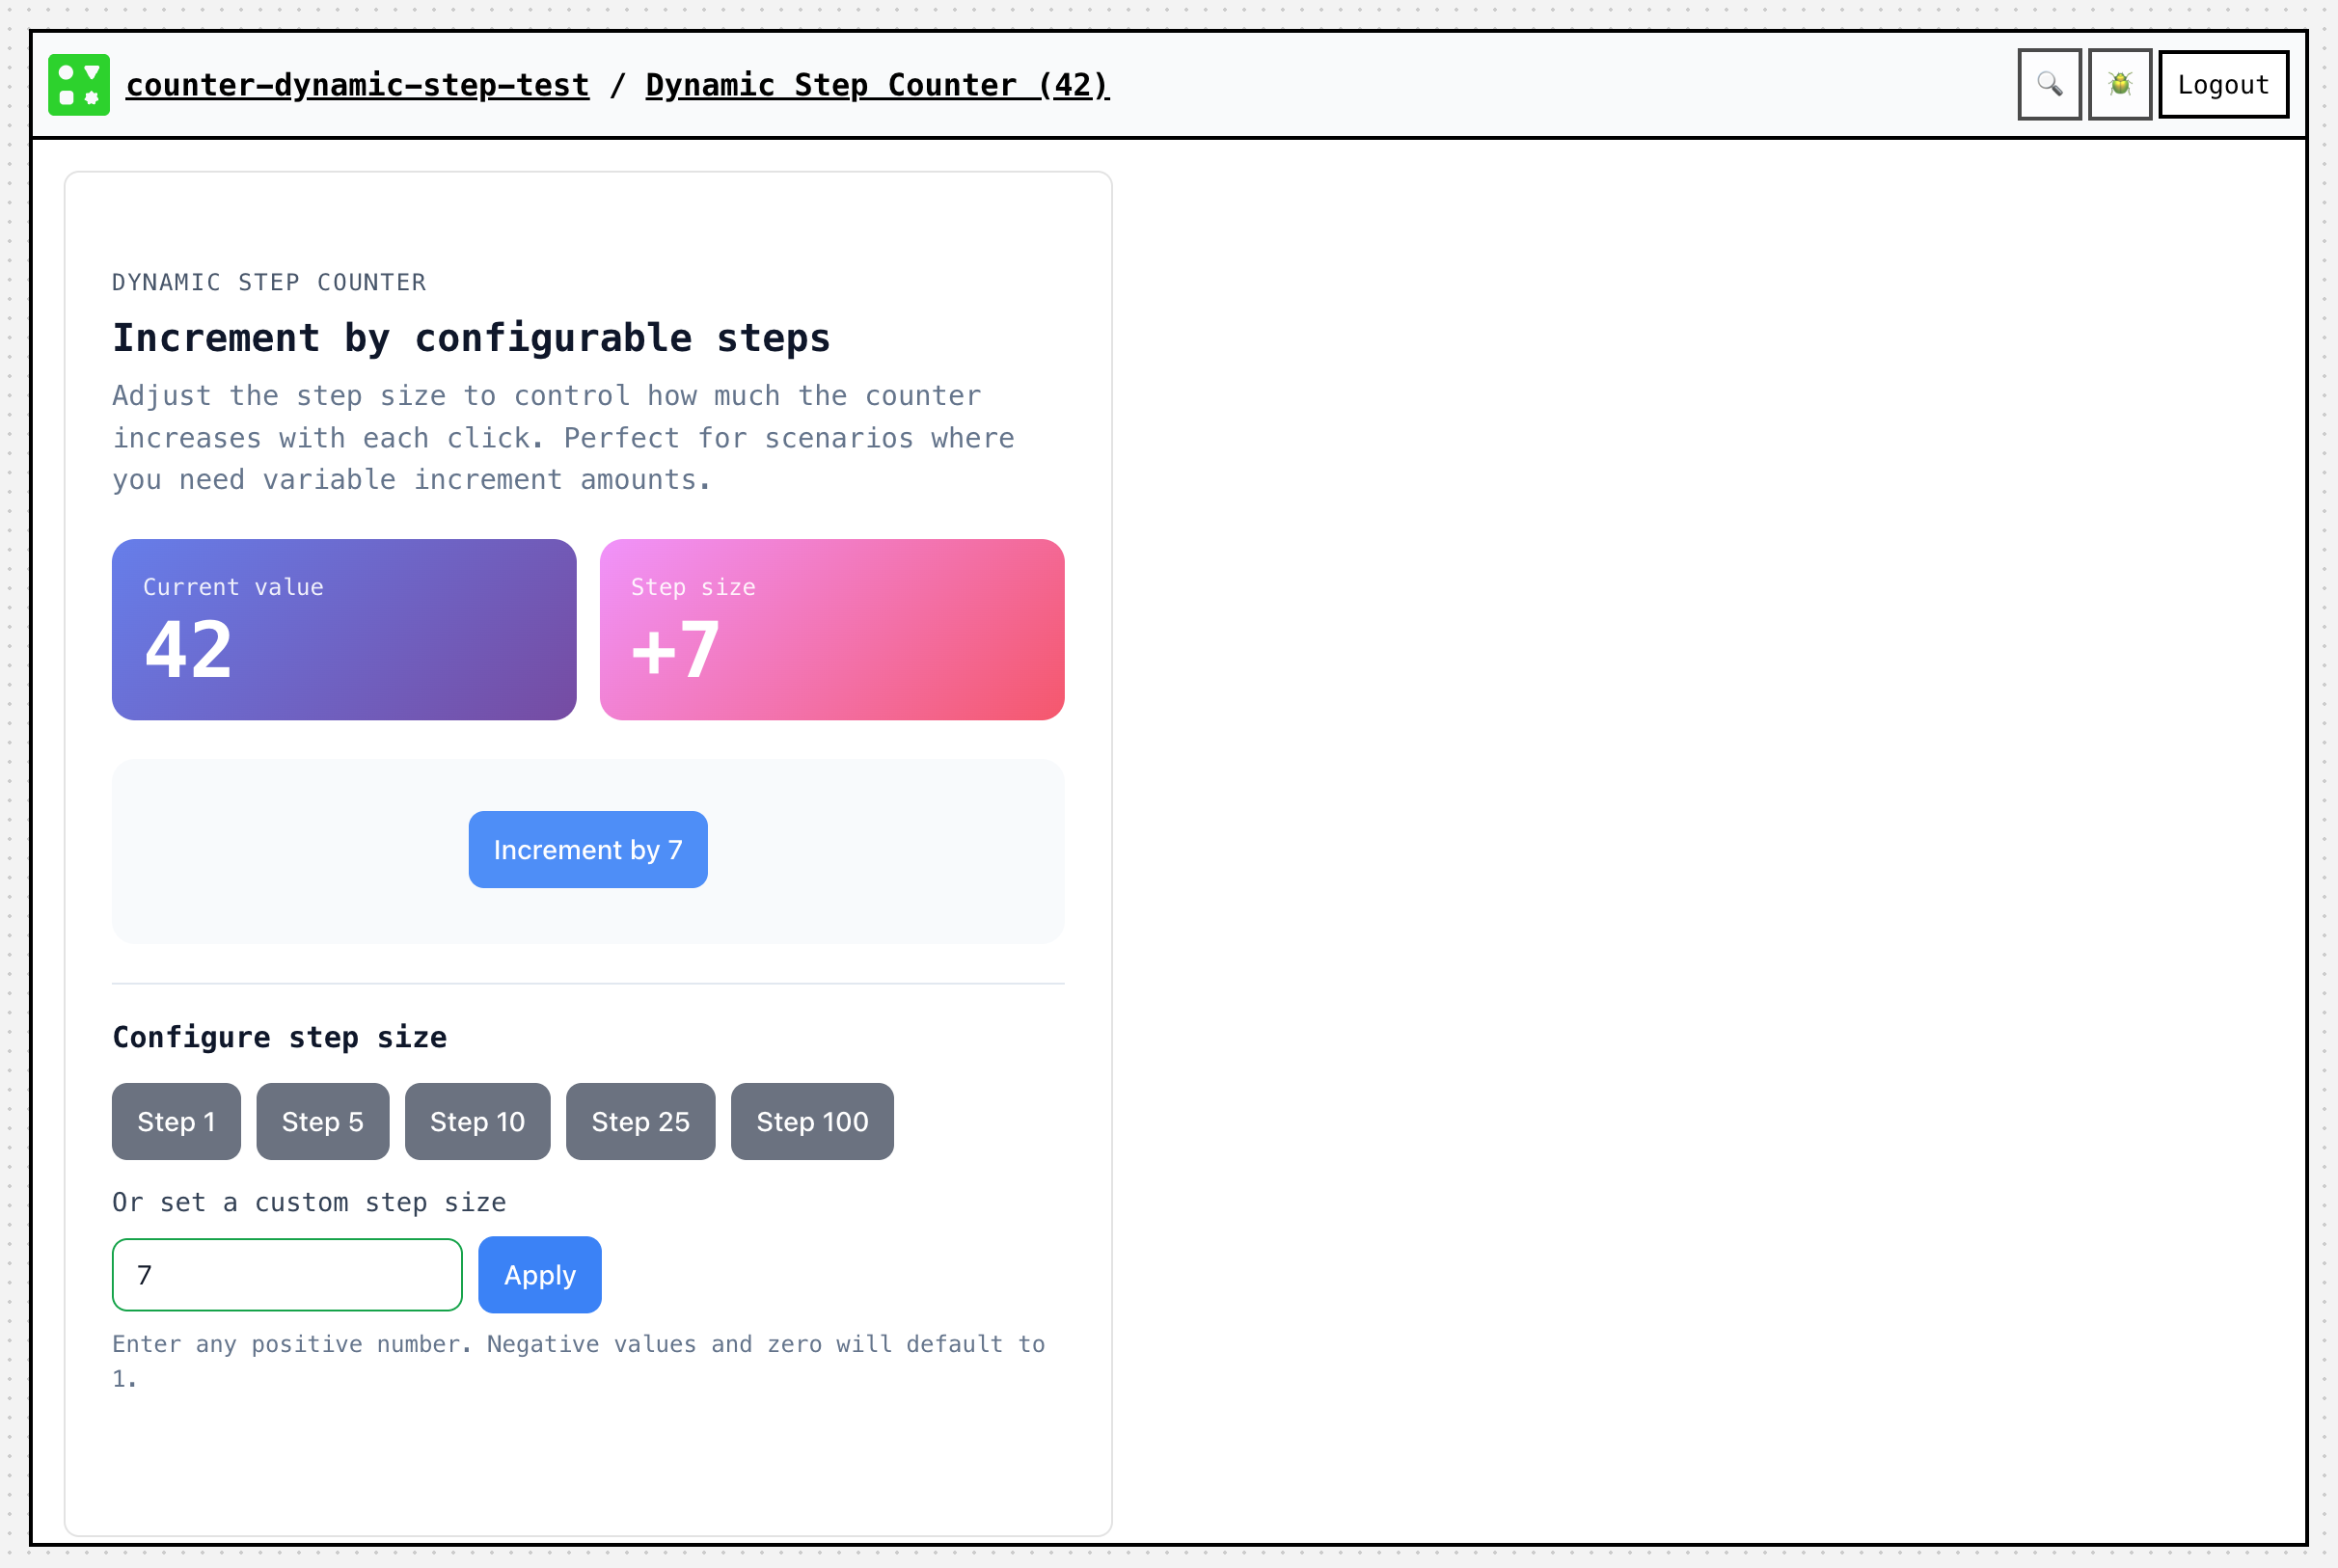 counter-dynamic-step-test / Dynamic Step Counter (42)
Logout
DYNAMIC STEP COUNTER
Increment by configurable steps
Adjust the step size to control how much the counter
increases with each click. Perfect for scenarios where
you need variable increment amounts.
Current value
42
Step size
+7
Increment by 7
Configure step size
Step 1
Step 5
Step 10
Step 25
Step 100
Or set a custom step size
7
Apply
Enter any positive number. Negative values and zero will default to
1.